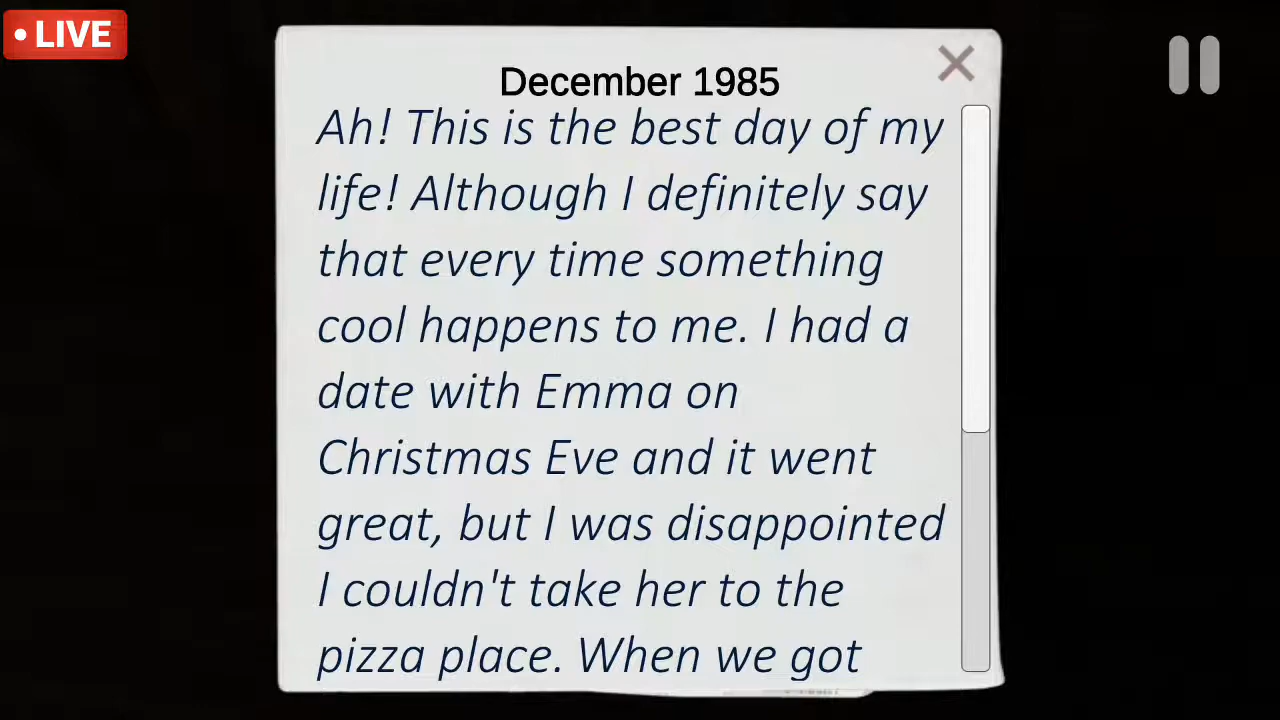 • LIVE
December 1985
Ah! This is the best day of my
life! Although I definitely say
that every time something
cool happens to me. I had a
date with Emma on
Christmas Eve and it went
great, but I was disappointed
I couldn't take her to the
pizza place. When we got